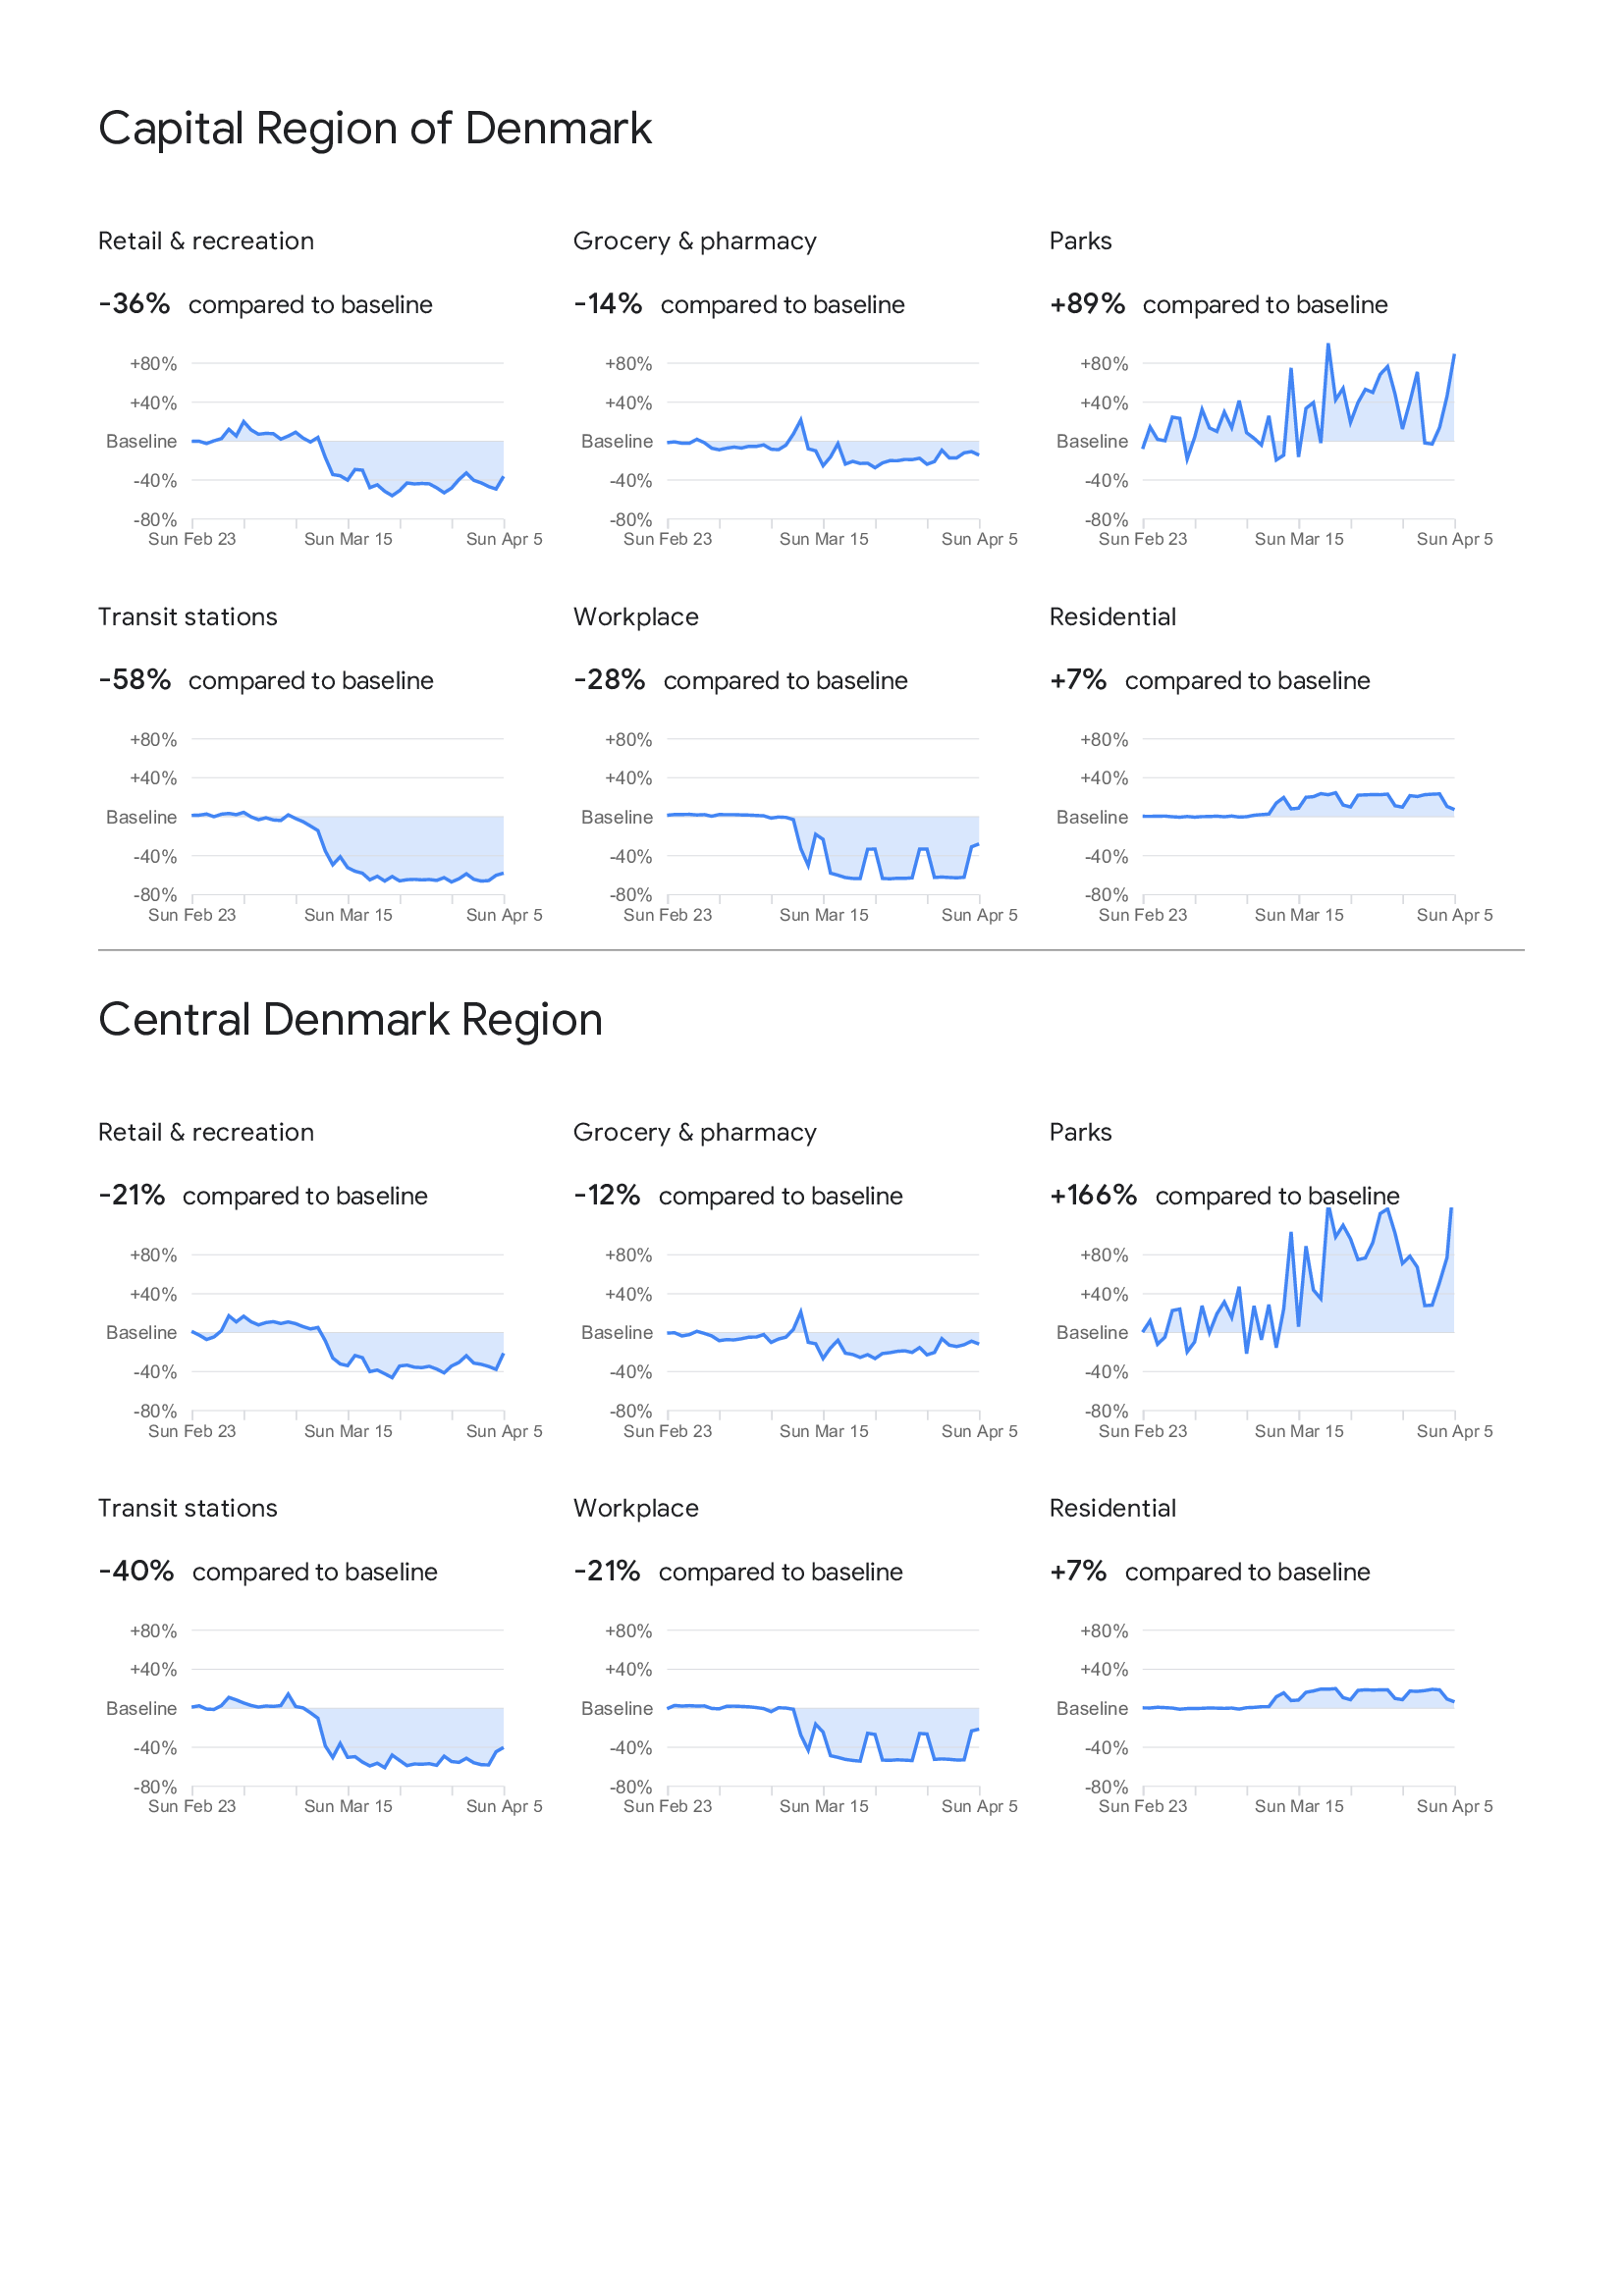 Capital Region of Denmark
Retail & recreation
-36% compared to baseline
+80%
+40%
Baseline
-40%
-80%
Sun Feb 23 Sun Mar 15 Sun Apr 5
Grocery & pharmacy
-14% compared to baseline
+80%
+40%
Baseline
-40%
-80%
Sun Feb 23 Sun Mar 15 Sun Apr 5
Parks
+89% compared to baseline
+80%
+40%
Baseline
-40%
-80%
Sun Feb 23 Sun Mar 15 Sun Apr 5
Transit stations
-58% compared to baseline
+80%
+40%
Baseline
-40%
-80%
Sun Feb 23 Sun Mar 15 Sun Apr 5
Workplace
-28% compared to baseline
+80%
+40%
Baseline
-40%
-80%
Sun Feb 23 Sun Mar 15 Sun Apr 5
Residential
+7% compared to baseline
+80%
+40%
Baseline
-40%
-80%
Sun Feb 23 Sun Mar 15 Sun Apr 5
Central Denmark Region
Retail & recreation
-21% compared to baseline
+80%
+40%
Baseline
-40%
-80%
Sun Feb 23 Sun Mar 15 Sun Apr 5
Grocery & pharmacy
-12% compared to baseline
+80%
+40%
Baseline
-40%
-80%
Sun Feb 23 Sun Mar 15 Sun Apr 5
Parks
+166% compared to baseline
+80%
+40%
Baseline
-40%
-80%
Sun Feb 23 Sun Mar 15 Sun Apr 5
Transit stations
-40% compared to baseline
+80%
+40%
Baseline
-40%
-80%
Sun Feb 23 Sun Mar 15 Sun Apr 5
Workplace
-21% compared to baseline
+80%
+40%
Baseline
-40%
-80%
Sun Feb 23 Sun Mar 15 Sun Apr 5
Residential
+7% compared to baseline
+80%
+40%
Baseline
-40%
-80%
Sun Feb 23 Sun Mar 15 Sun Apr 5